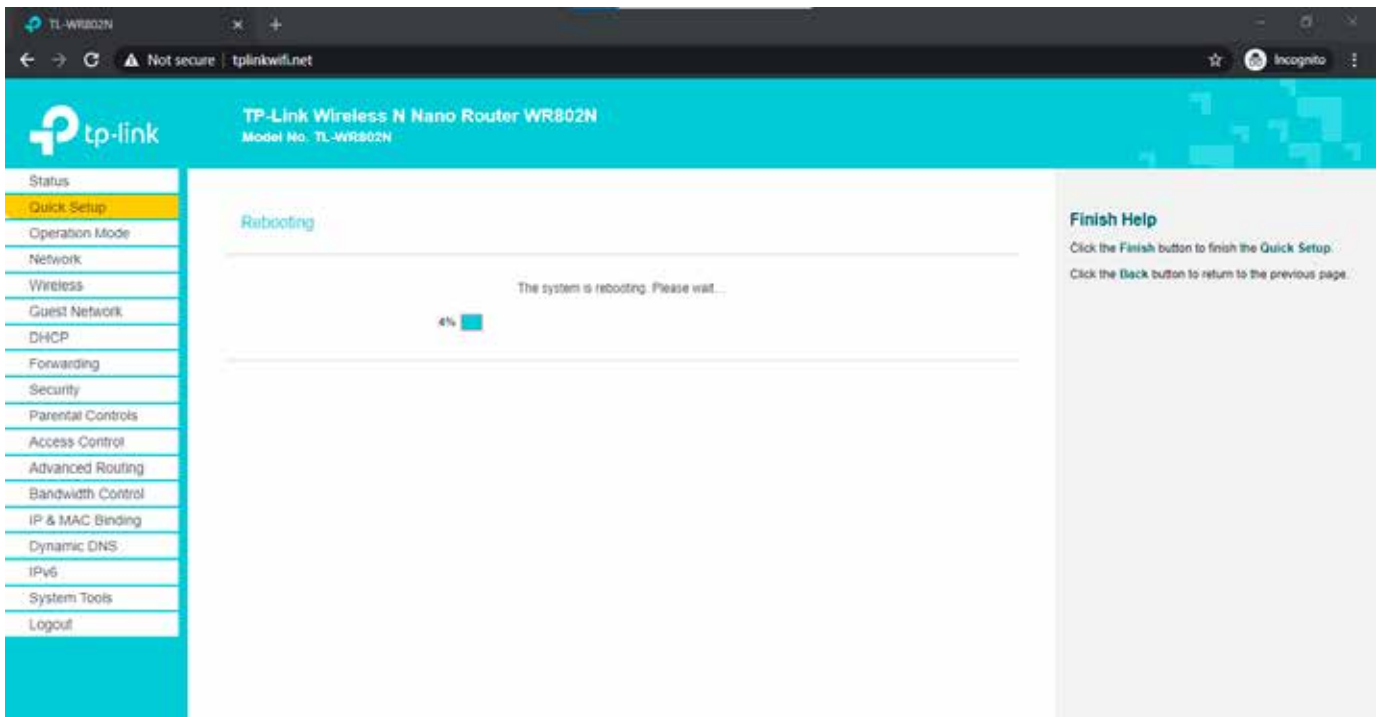 TL-WR802N
Not secure | tplinkwifi.net
Incognito
tp-link
TP-Link Wireless N Nano Router WR802N
Model No. TL-WR802N
Status
Quick Setup
Operation Mode
Network
Wireless
Guest Network
DHCP
Forwarding
Security
Parental Controls
Access Control
Advanced Routing
Bandwidth Control
IP & MAC Binding
Dynamic DNS
IPv6
System Tools
Logout
Rebooting
The system is rebooting. Please wait...
4%
Finish Help
Click the Finish button to finish the Quick Setup.
Click the Back button to return to the previous page.